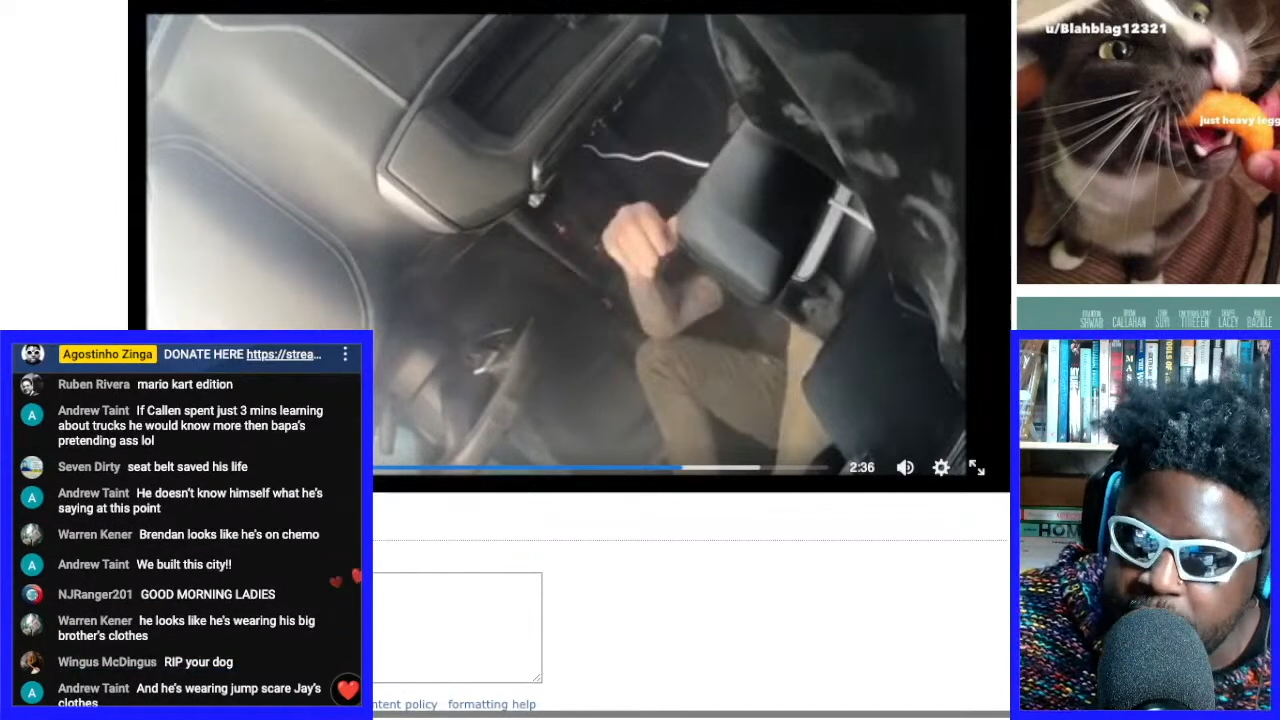 u/Blahblag12321
just heavy legg
CALLAHAN
LACEY
BAZILLE
Agostinho Zinga DONATE HERE https://strea...
Ruben Rivera mario kart edition
Andrew Taint If Callen spent just 3 mins learning
about trucks he would know more then bapa's
pretending ass lol
Seven Dirty seat belt saved his life
Andrew Taint He doesn't know himself what he's
saying at this point
Warren Kener Brendan looks like he's on chemo
Andrew Taint We built this city!!
NJRanger201 GOOD MORNING LADIES
Warren Kener he looks like he's wearing his big
brother's clothes
Wingus McDingus RIP your dog
Andrew Taint And he's wearing jump scare Jay's
clothes
2:36
ntent policy formatting help